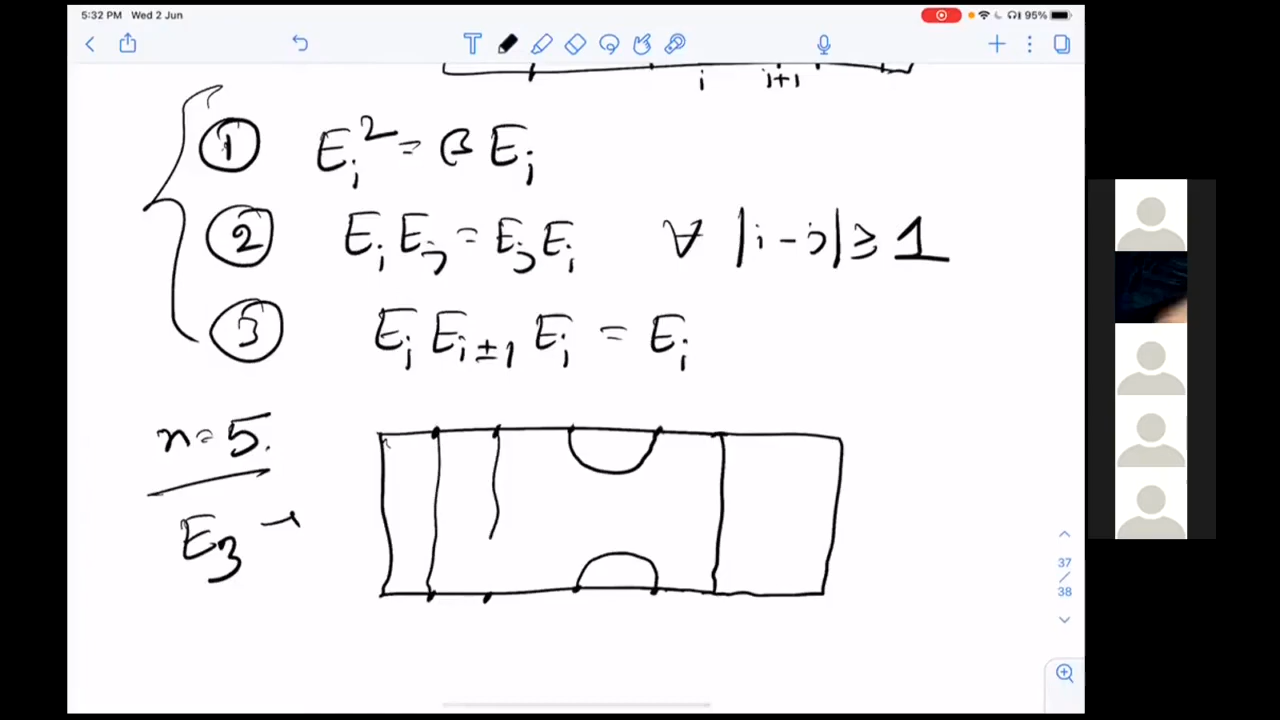 5:32 PM Wed 2 Jun
95%
T
i i+1
① E_i^2 = β E_i
② E_i E_j = E_j E_i ∀ |i - j| ≥ 1
③ E_i E_{i±1} E_i = E_i
n = 5.
E_3 →
37
/
38